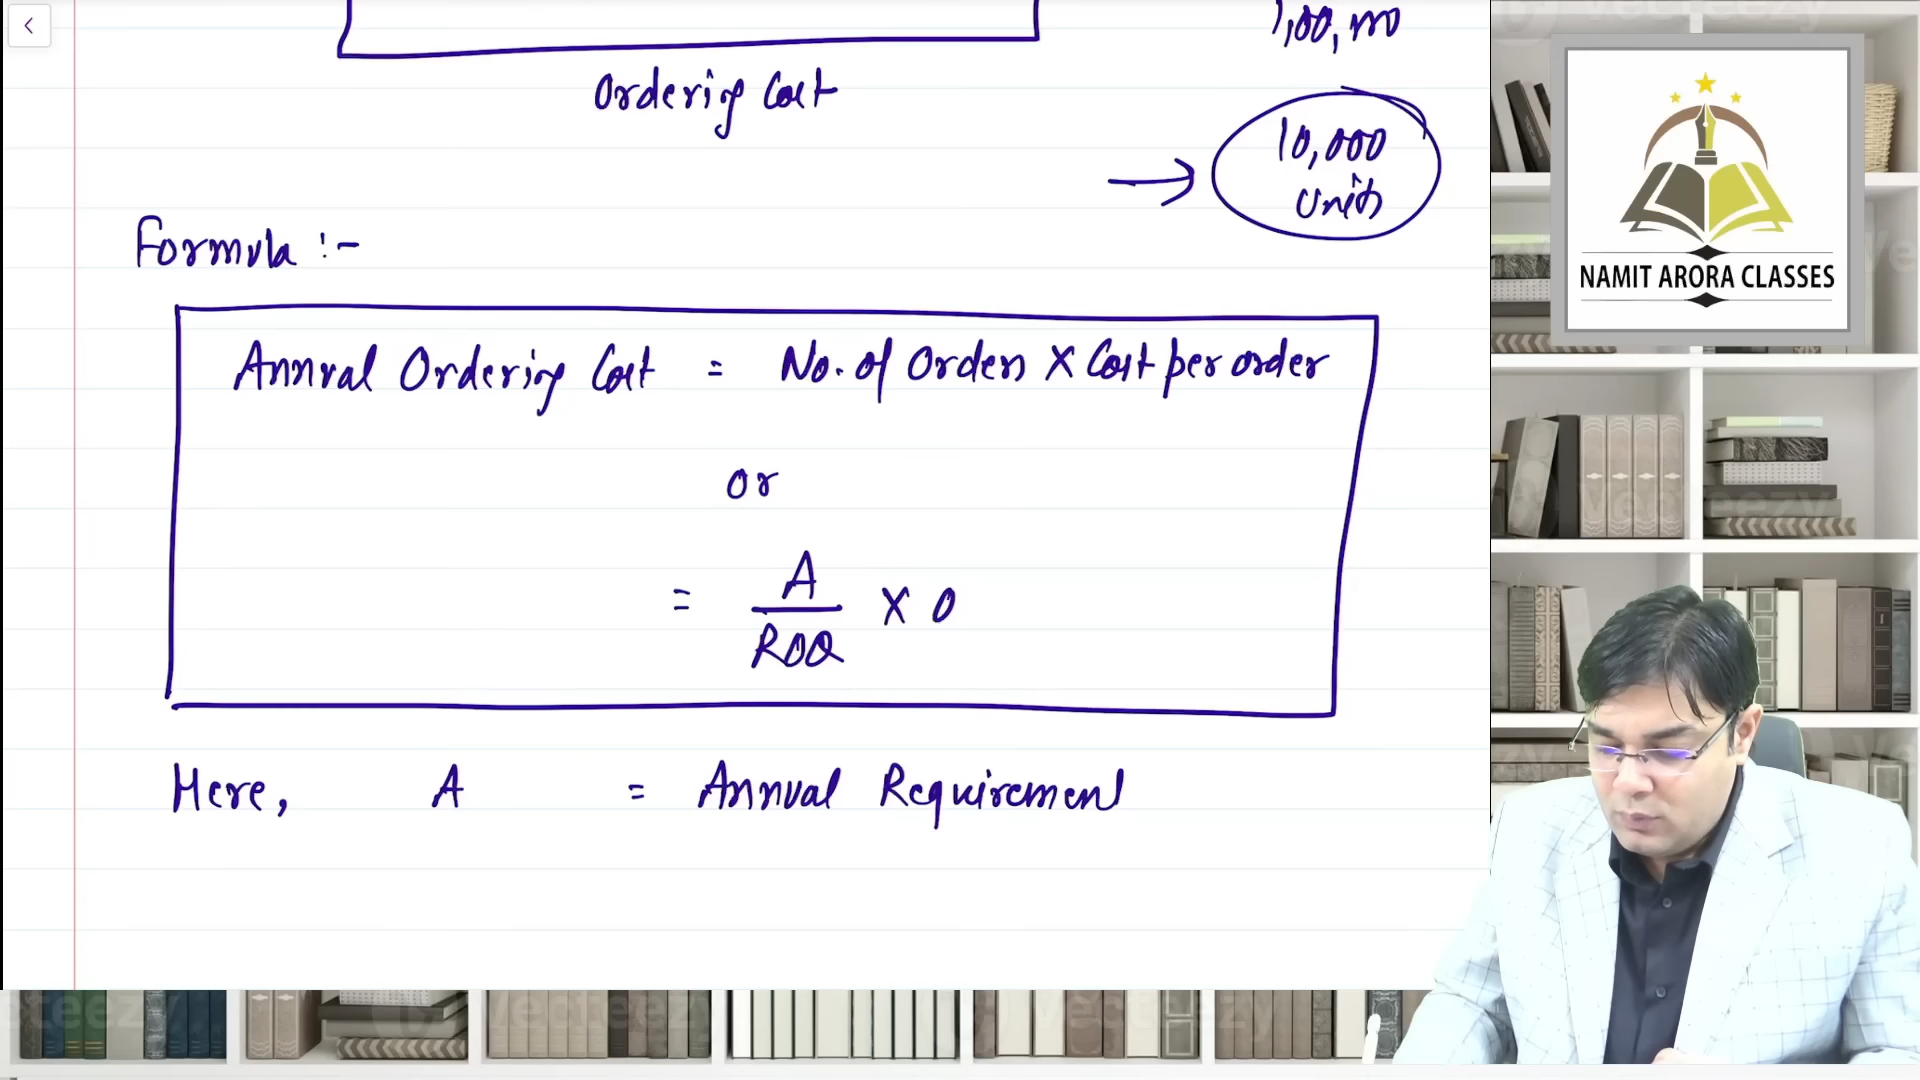 1,00,000
Ordering Cost
10,000
Units
Formula :-
Annual Ordering Cost = No. of Orders X Cost per order
or
= A
ROQ
X O
Here, A = Annual Requirement
NAMIT ARORA CLASSES